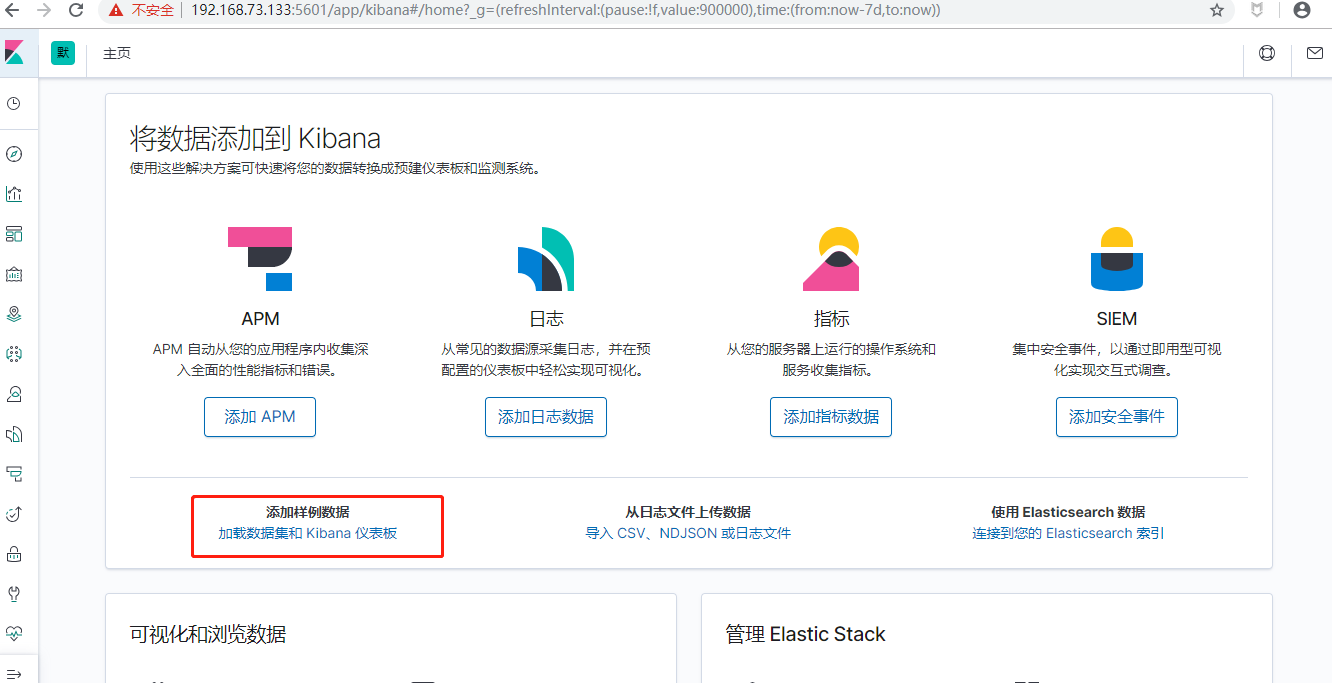 不安全 192.168.73.133:5601/app/kibana#/home?_g=(refreshInterval:(pause:!f,value:900000),time:(from:now-7d,to:now))
默 主页
将数据添加到 Kibana
使用这些解决方案可快速将您的数据转换成预建仪表板和监测系统。
APM
APM 自动从您的应用程序内收集深
入全面的性能指标和错误。
添加 APM
日志
从常见的数据源采集日志，并在预
配置的仪表板中轻松实现可视化。
添加日志数据
指标
从您的服务器上运行的操作系统和
服务收集指标。
添加指标数据
SIEM
集中安全事件，以通过即用型可视
化实现交互式调查。
添加安全事件
添加样例数据
加载数据集和 Kibana 仪表板
从日志文件上传数据
导入 CSV、NDJSON 或日志文件
使用 Elasticsearch 数据
连接到您的 Elasticsearch 索引
可视化和浏览数据
管理 Elastic Stack